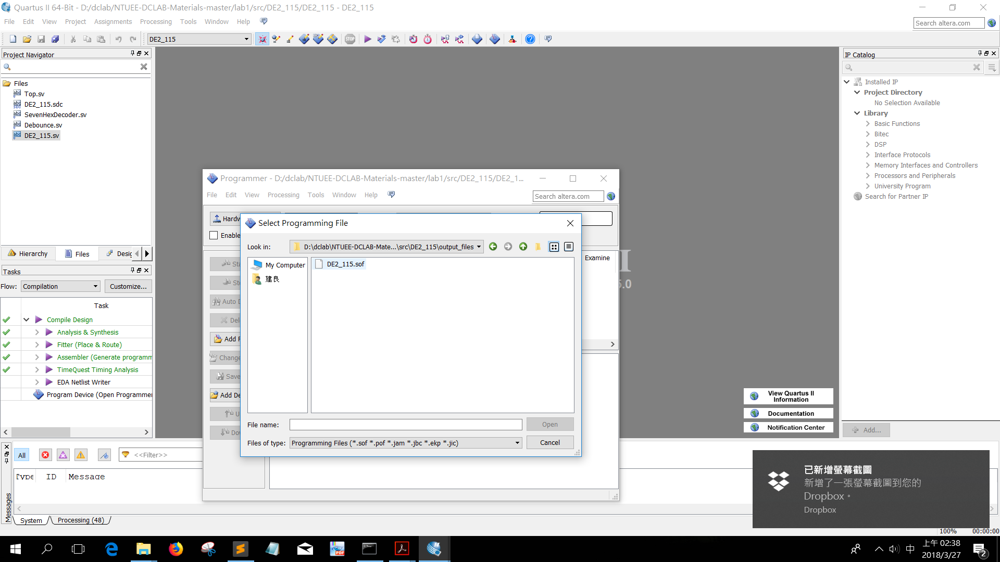 Quartus II 64-Bit - D:/dclab/NTUEE-DCLAB-Materials-master/lab1/src/DE2_115/DE2_115 - DE2_115
File Edit View Project Assignments Processing Tools Window Help
Search altera.com
DE2_115
STOP
Project Navigator
Files
Top.sv
DE2_115.sdc
SevenHexDecoder.sv
Debounce.sv
DE2_115.sv
Hierarchy Files Desig
Tasks
Flow: Compilation Customize...
Task
Compile Design
Analysis & Synthesis
Fitter (Place & Route)
Assembler (Generate programm
TimeQuest Timing Analysis
EDA Netlist Writer
Program Device (Open Programmer
IP Catalog
Installed IP
Project Directory
No Selection Available
Library
Basic Functions
Bitec
DSP
Interface Protocols
Memory Interfaces and Controllers
Processors and Peripherals
University Program
Search for Partner IP
Add...
Programmer - D:/dclab/NTUEE-DCLAB-Materials-master/lab1/src/DE2_115/DE2_1...
File Edit View Processing Tools Window Help
Search altera.com
Hardw
Enable
Sta
Sto
Auto D
Del
Add F
Change
Save
Add De
U
Dov
Examine
I
5.0
Select Programming File
Look in: D:\dclab\NTUEE-DCLAB-Mate...\src\DE2_115\output_files
My Computer
建良
DE2_115.sof
File name: Open
Files of type: Programming Files (*.sof *.pof *.jam *.jbc *.ekp *.jic) Cancel
View Quartus II
Information
Documentation
Notification Center
All <<Filter>>
Type ID Message
Messages
System Processing (48)
已新增螢幕截圖
新增了一張螢幕截圖到您的
Dropbox。
Dropbox
100% 00:00:00
PDF
中
上午 02:38
2018/3/27
2